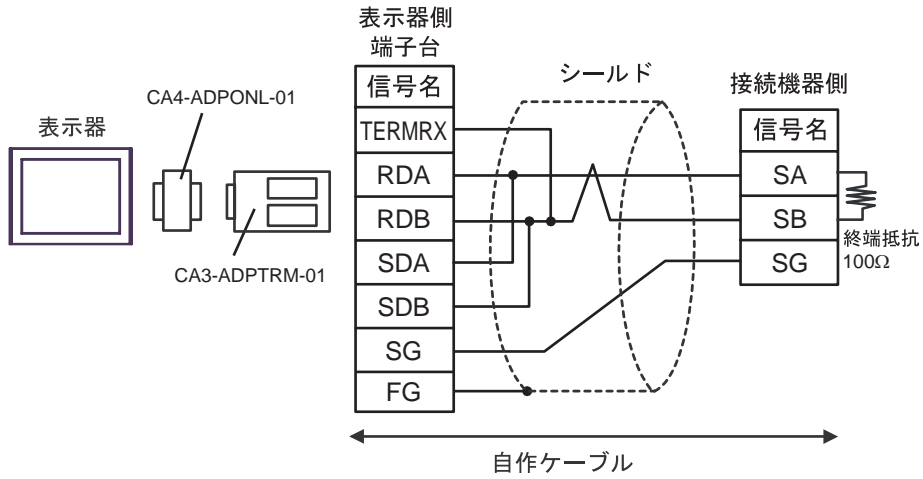 表示器側
端子台
シールド
接続機器側
CA4-ADPONL-01
表示器
CA3-ADPTRM-01
信号名
TERMRX
RDA
RDB
SDA
SDB
SG
FG
信号名
SA
SB
SG
終端抵抗
100Ω
自作ケーブル